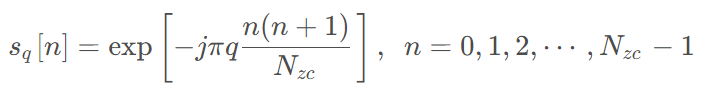 s_q[n] = exp[−jπq n(n+1)/N_zc], n = 0, 1, 2, ⋯, N_zc − 1